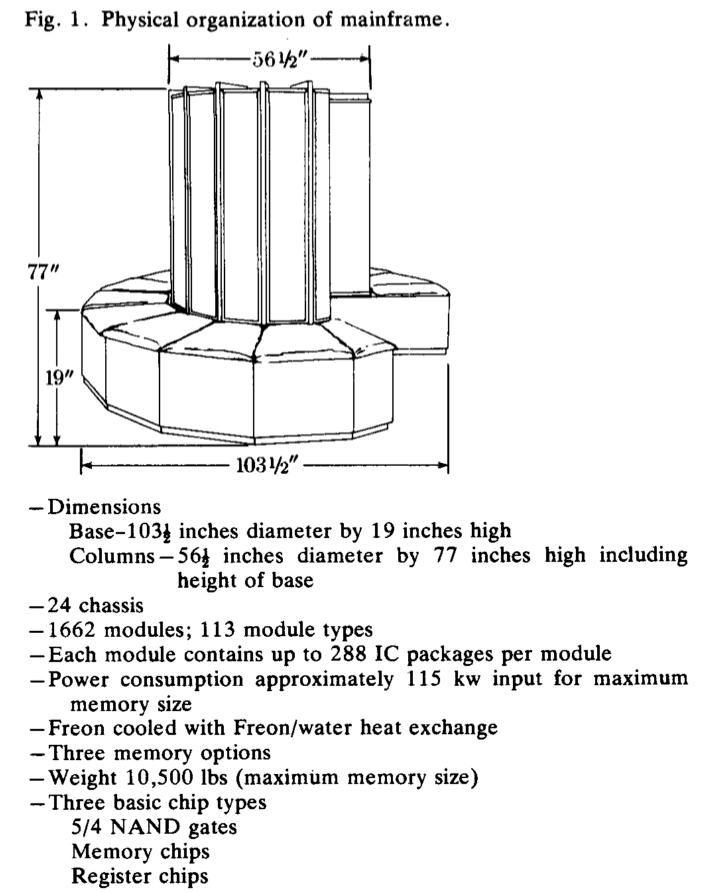 Fig. 1. Physical organization of mainframe.
56 1/2"
77"
19"
103 1/2"
– Dimensions
Base–103½ inches diameter by 19 inches high
Columns – 56½ inches diameter by 77 inches high including
height of base
– 24 chassis
– 1662 modules; 113 module types
– Each module contains up to 288 IC packages per module
– Power consumption approximately 115 kw input for maximum
memory size
– Freon cooled with Freon/water heat exchange
– Three memory options
– Weight 10,500 lbs (maximum memory size)
– Three basic chip types
5/4 NAND gates
Memory chips
Register chips